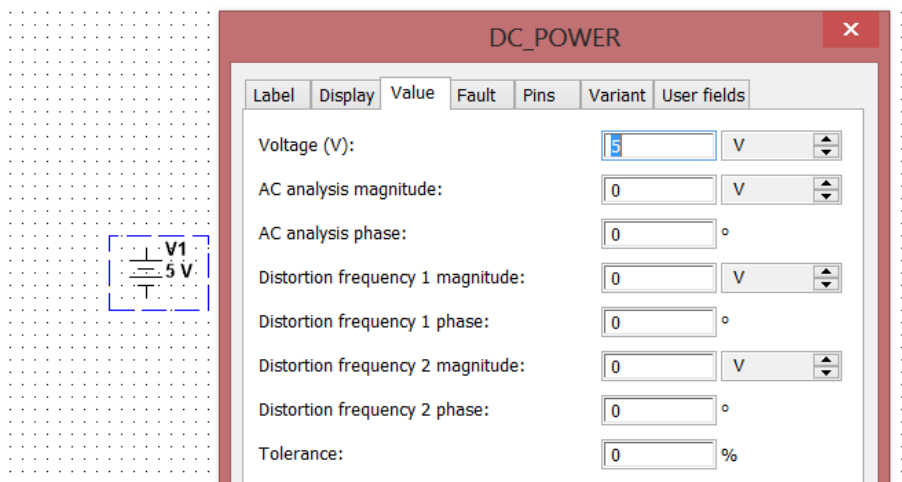 DC_POWER
Label Display Value Fault Pins Variant User fields
Voltage (V): 5 V
AC analysis magnitude: 0 V
AC analysis phase: 0 °
V1
5 V
Distortion frequency 1 magnitude: 0 V
Distortion frequency 1 phase: 0 °
Distortion frequency 2 magnitude: 0 V
Distortion frequency 2 phase: 0 °
Tolerance: 0 %